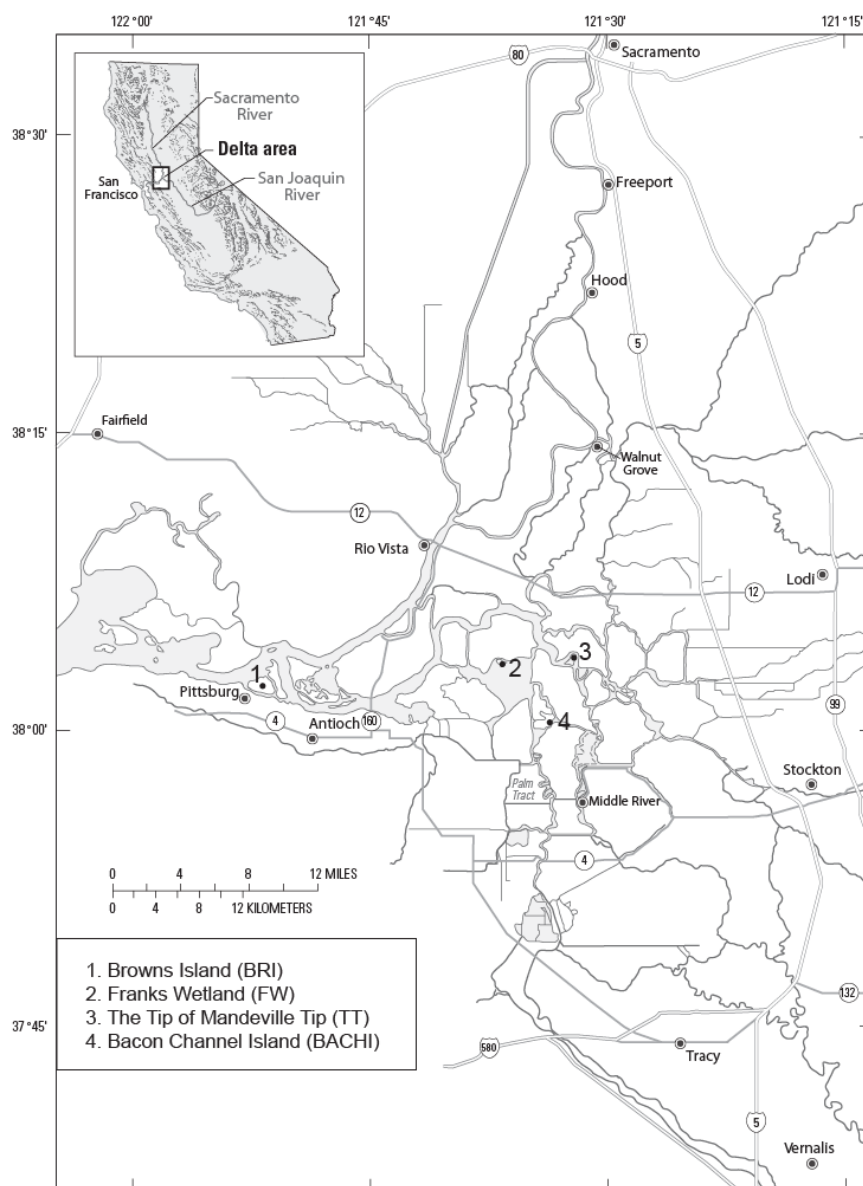 122 °00'
121 °45'
121 °30'
121 °15'
80
Sacramento
Sacramento
River
Delta area
San
Francisco
San Joaquin
River
38 °30'
Freeport
Hood
5
38 °15'
Fairfield
Walnut
Grove
12
Rio Vista
Lodi
12
3
2
1
Pittsburg
4
Antioch
160
4
99
38 °00'
Stockton
Palm
Tract
Middle River
4
0 4 8 12 MILES
0 4 8 12 KILOMETERS
1. Browns Island (BRI)
2. Franks Wetland (FW)
3. The Tip of Mandeville Tip (TT)
4. Bacon Channel Island (BACHI)
132
37 °45'
580
Tracy
5
Vernalis